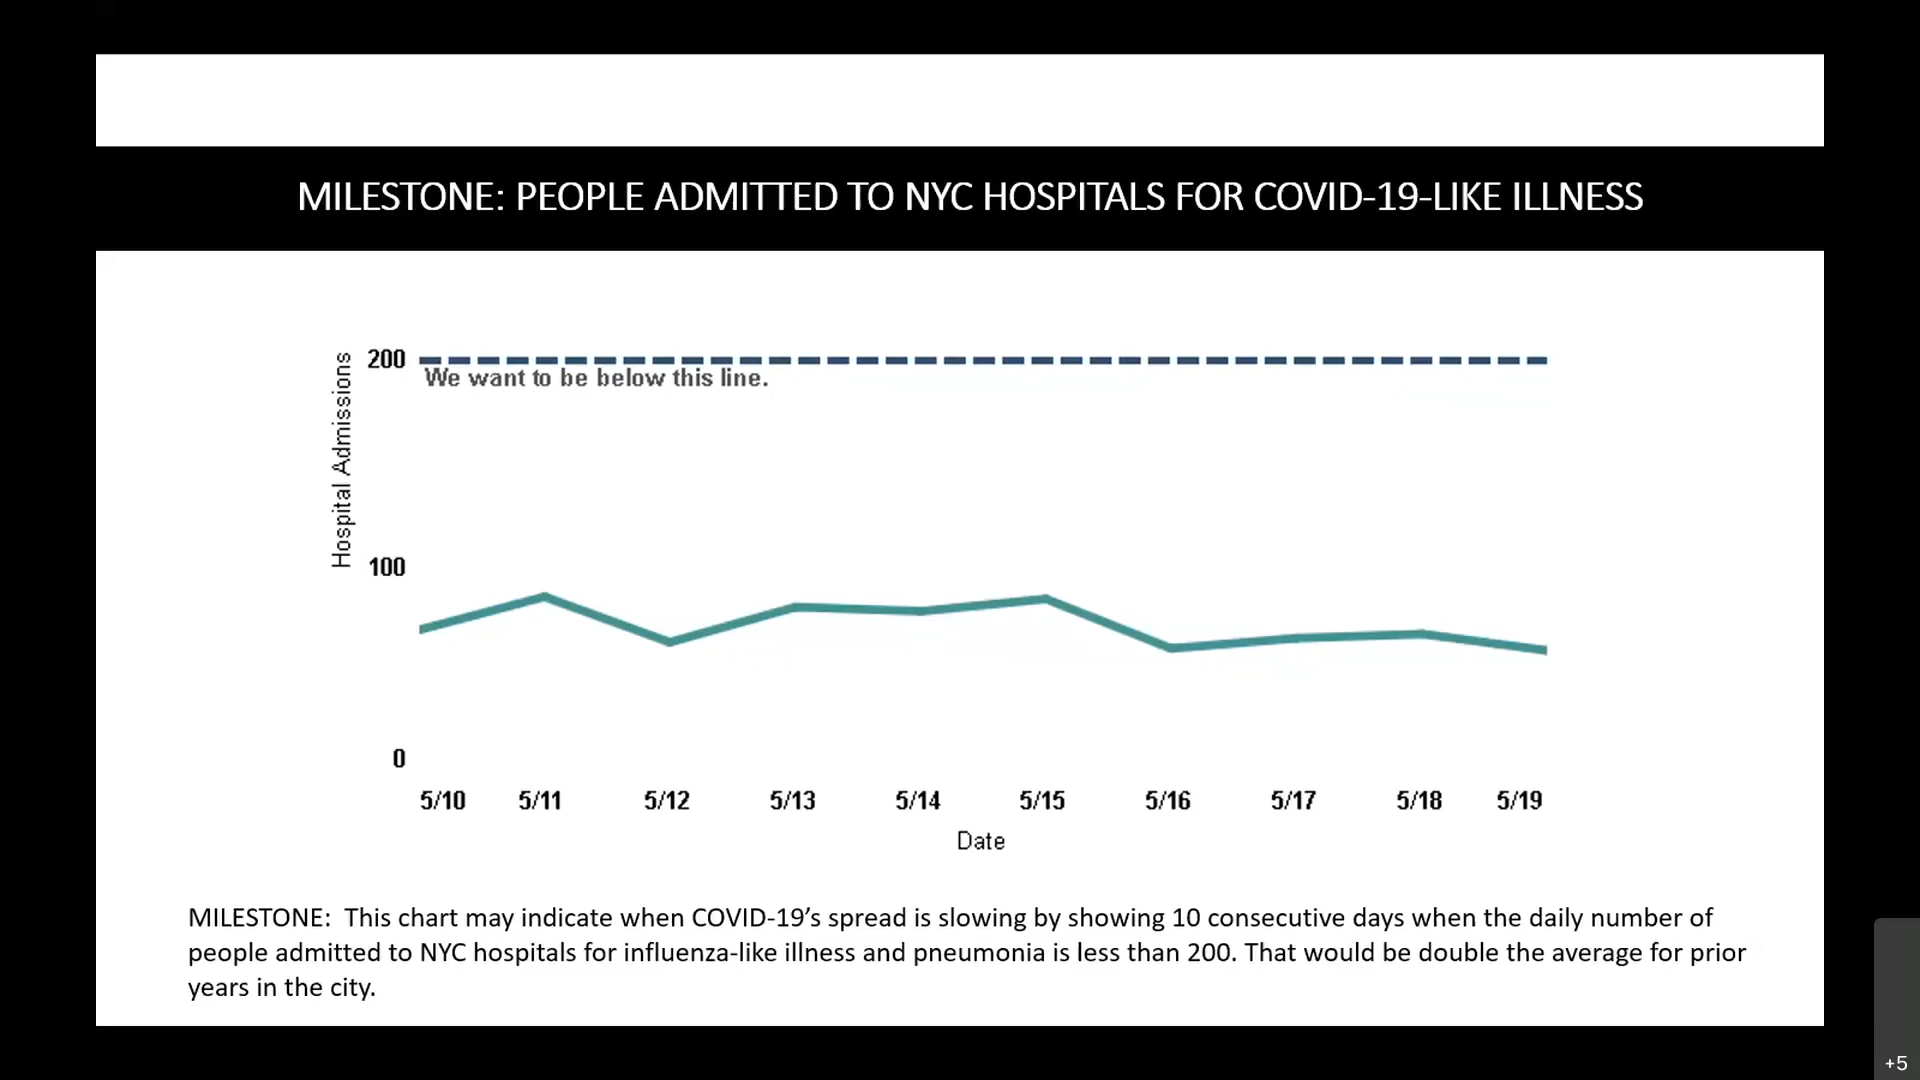 MILESTONE: PEOPLE ADMITTED TO NYC HOSPITALS FOR COVID-19-LIKE ILLNESS
Hospital Admissions
200
We want to be below this line.
100
0
5/10 5/11 5/12 5/13 5/14 5/15 5/16 5/17 5/18 5/19
Date
MILESTONE: This chart may indicate when COVID-19’s spread is slowing by showing 10 consecutive days when the daily number of
people admitted to NYC hospitals for influenza-like illness and pneumonia is less than 200. That would be double the average for prior
years in the city.
+5